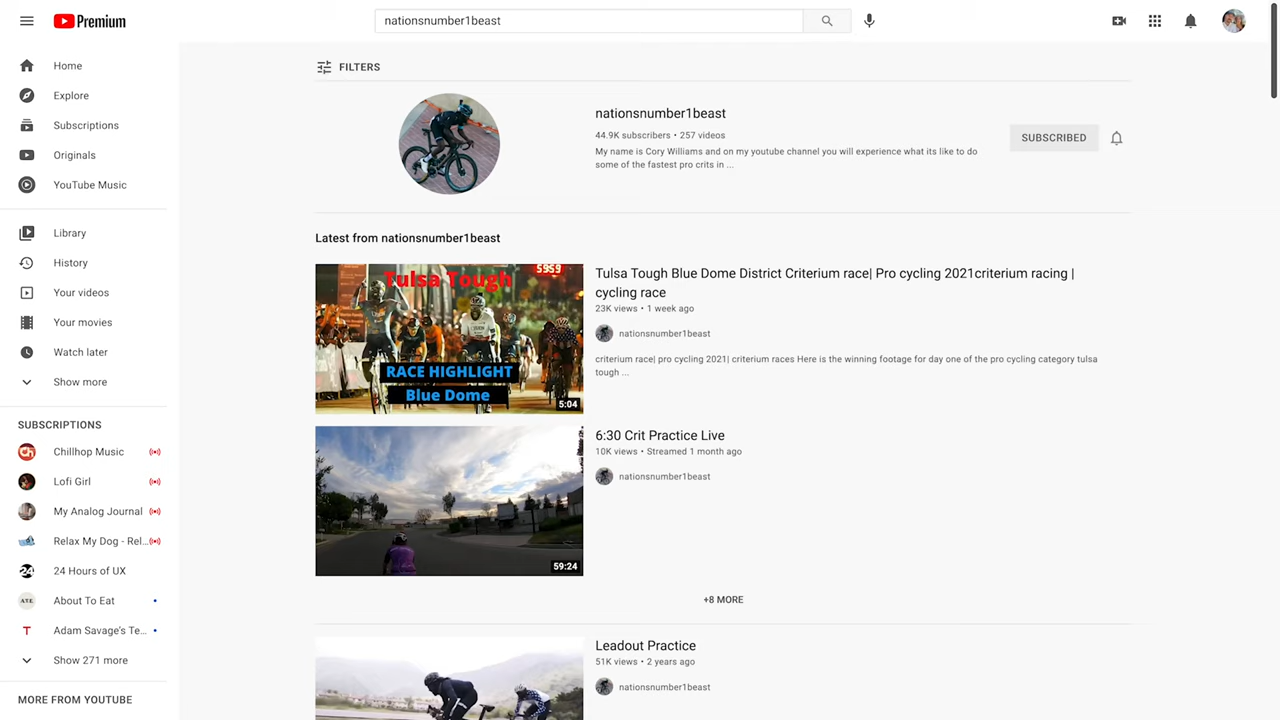 Premium
nationsnumber1beast
Home
Explore
Subscriptions
Originals
YouTube Music
Library
History
Your videos
Your movies
Watch later
Show more
SUBSCRIPTIONS
Chillhop Music
Lofi Girl
My Analog Journal
Relax My Dog - Rel...
24 Hours of UX
About To Eat
Adam Savage's Te...
Show 271 more
MORE FROM YOUTUBE
FILTERS
nationsnumber1beast
44.9K subscribers • 257 videos
My name is Cory Williams and on my youtube channel you will experience what its like to do
some of the fastest pro crits in ...
SUBSCRIBED
Latest from nationsnumber1beast
Tulsa Tough
RACE HIGHLIGHT
Blue Dome
5:04
Tulsa Tough Blue Dome District Criterium race| Pro cycling 2021criterium racing |
cycling race
23K views • 1 week ago
nationsnumber1beast
criterium race| pro cycling 2021| criterium races Here is the winning footage for day one of the pro cycling category tulsa
tough ...
59:24
6:30 Crit Practice Live
10K views • Streamed 1 month ago
nationsnumber1beast
+8 MORE
Leadout Practice
51K views • 2 years ago
nationsnumber1beast